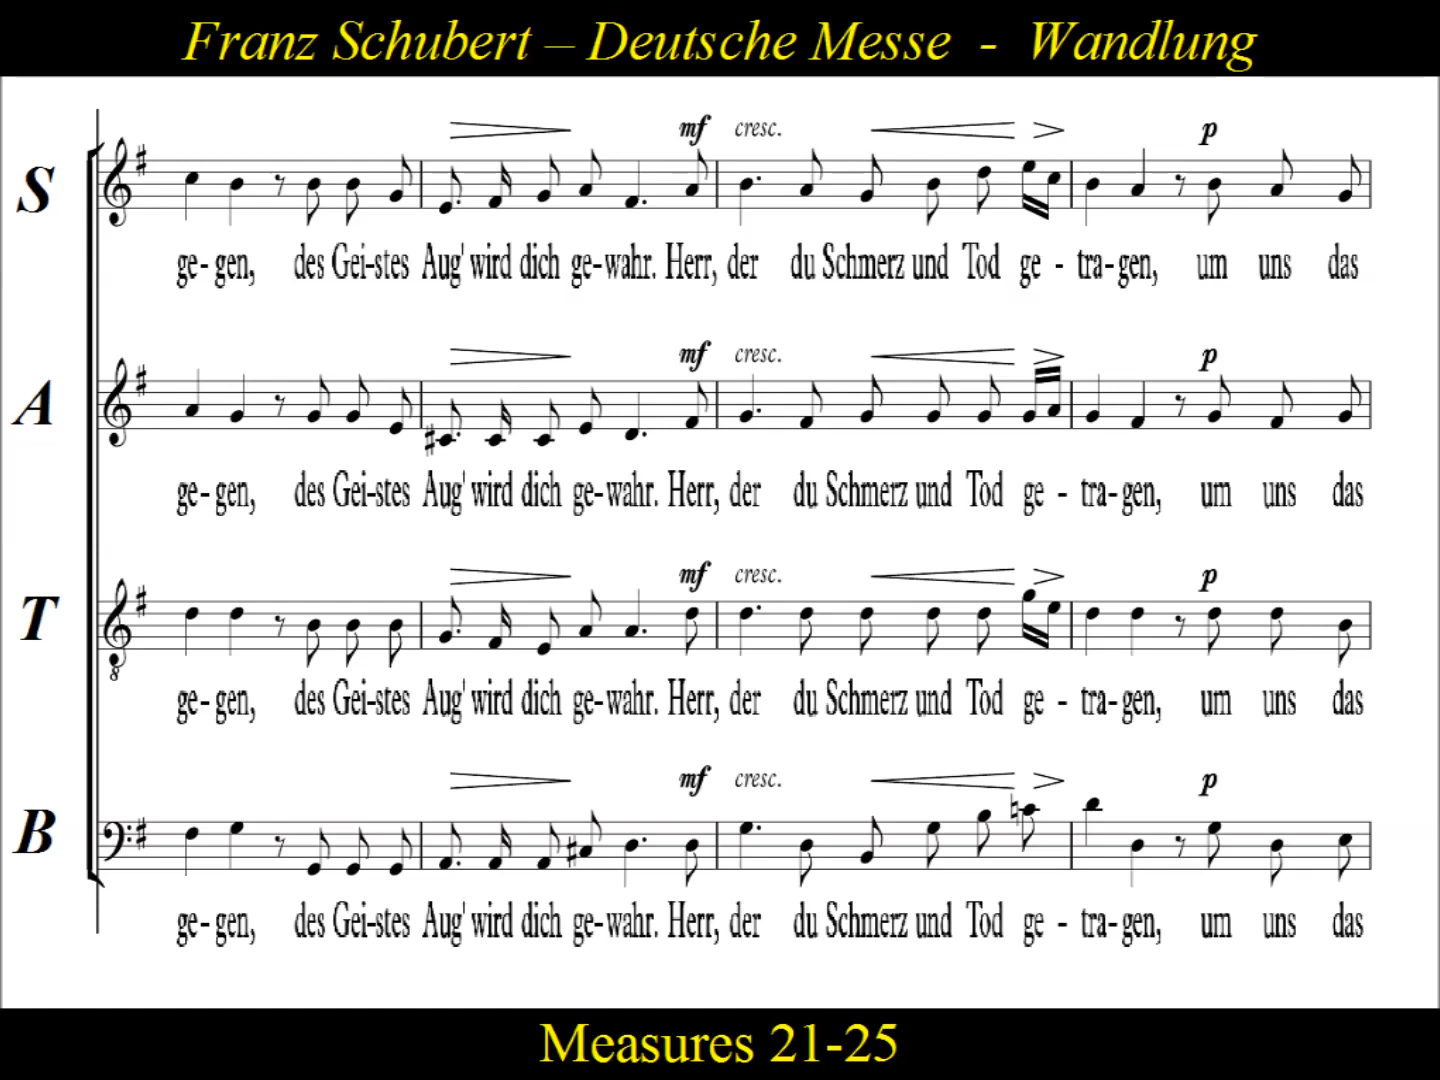 Franz Schubert – Deutsche Messe - Wandlung
mf cresc. p
S
ge - gen, des Gei-stes Aug' wird dich ge-wahr. Herr, der du Schmerz und Tod ge - tra-gen, um uns das
mf cresc. p
A
ge - gen, des Gei-stes Aug' wird dich ge-wahr. Herr, der du Schmerz und Tod ge - tra-gen, um uns das
mf cresc. p
T
8
ge - gen, des Gei-stes Aug' wird dich ge-wahr. Herr, der du Schmerz und Tod ge - tra-gen, um uns das
mf cresc. p
B
ge - gen, des Gei-stes Aug' wird dich ge-wahr. Herr, der du Schmerz und Tod ge - tra-gen, um uns das
Measures 21-25